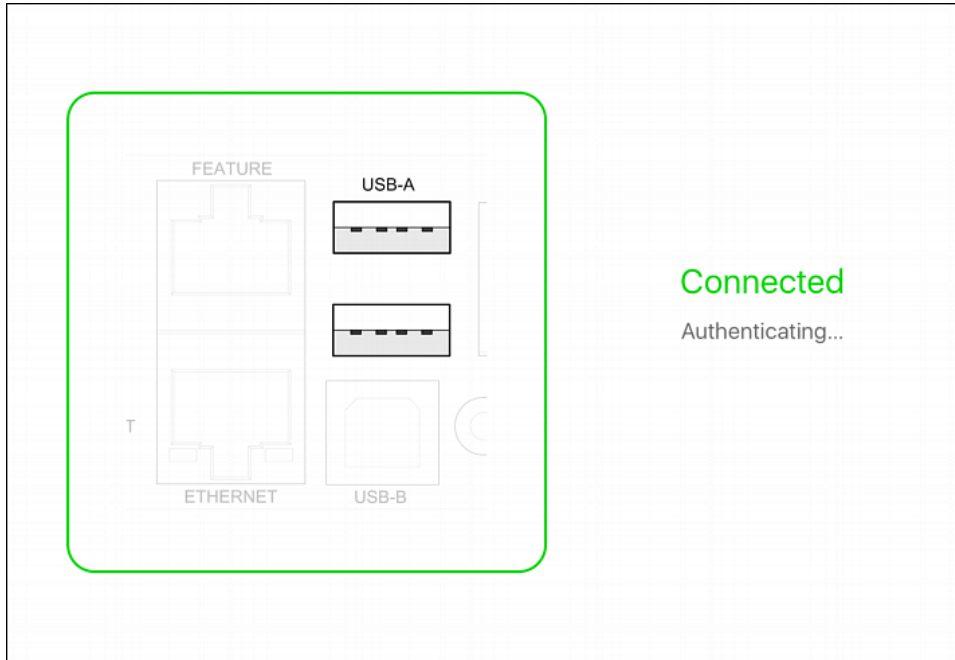 FEATURE
USB-A
Connected
Authenticating...
T
ETHERNET
USB-B